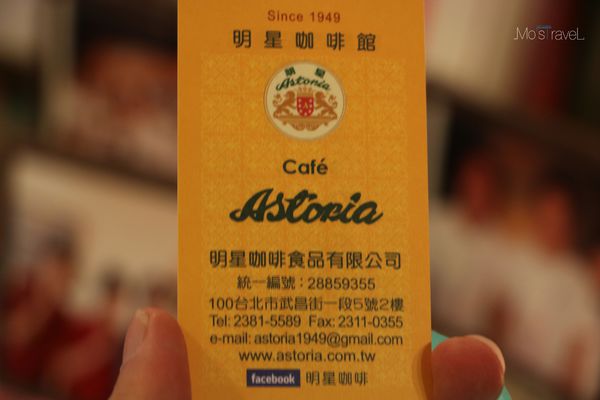 Mo'sTraveL
Since 1949
明星咖啡館
明星
Astoria
Café
Astoria
明星咖啡食品有限公司
統一編號：28859355
100台北市武昌街一段5號2樓
Tel: 2381-5589 Fax: 2311-0355
e-mail: astoria1949@gmail.com
www.astoria.com.tw
facebook 明星咖啡